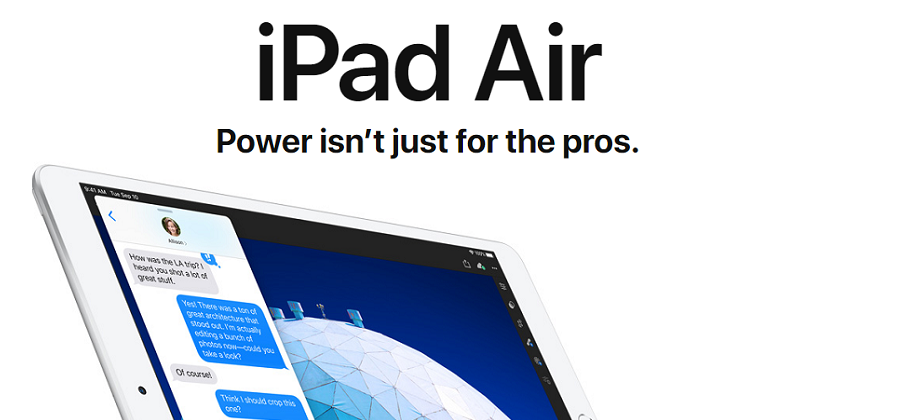 iPad Air
Power isn’t just for the pros.
9:41 AM Tue Sep 10
100%
Allison
How was the LA trip? I
heard you shot a lot of
great stuff.
Yes! There was a ton of
great architecture that
stood out. I’m actually
editing a bunch of
photos now—could you
take a look?
Of course!
Think I should crop this
one?